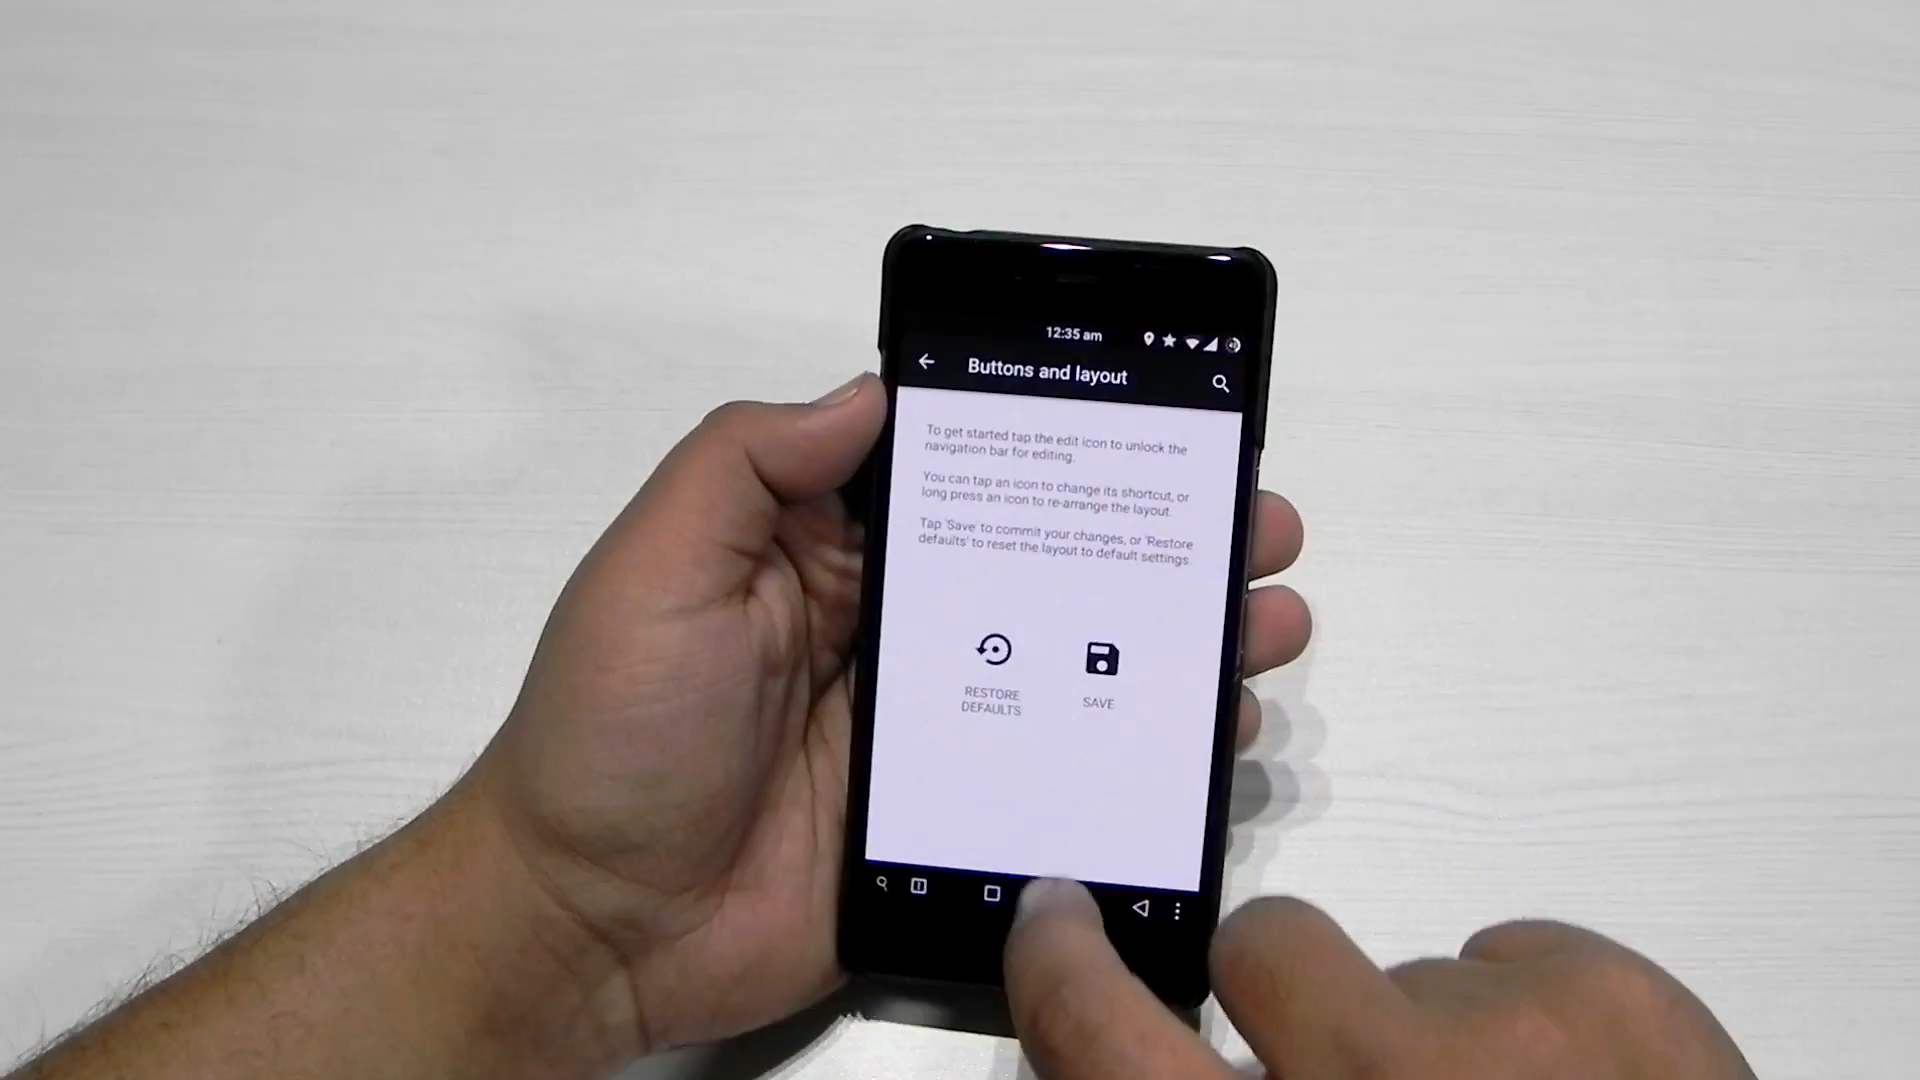 12:35 am
Buttons and layout
To get started tap the edit icon to unlock the
navigation bar for editing.
You can tap an icon to change its shortcut, or
long press an icon to re-arrange the layout.
Tap 'Save' to commit your changes, or 'Restore
defaults' to reset the layout to default settings.
RESTORE
DEFAULTS
SAVE